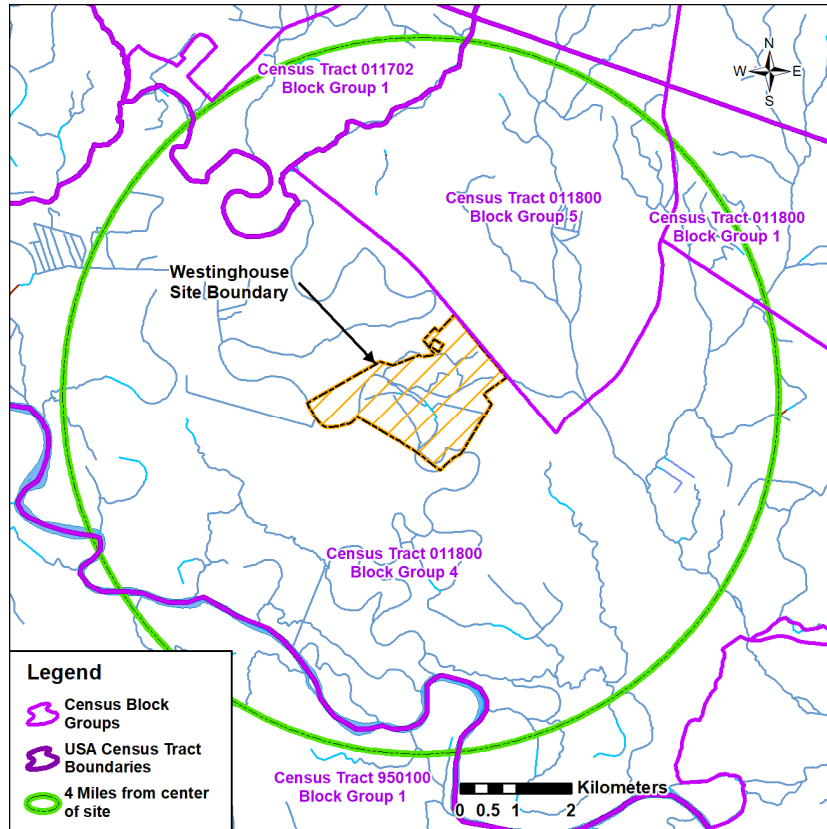 Census Tract 011702
Block Group 1
N
W E
S
Census Tract 011800
Block Group 5
Census Tract 011800
Block Group 1
Westinghouse
Site Boundary
Census Tract 011800
Block Group 4
Legend
Census Block
Groups
USA Census Tract
Boundaries
4 Miles from center
of site
Census Tract 950100
Block Group 1
Kilometers
0 0.5 1 2